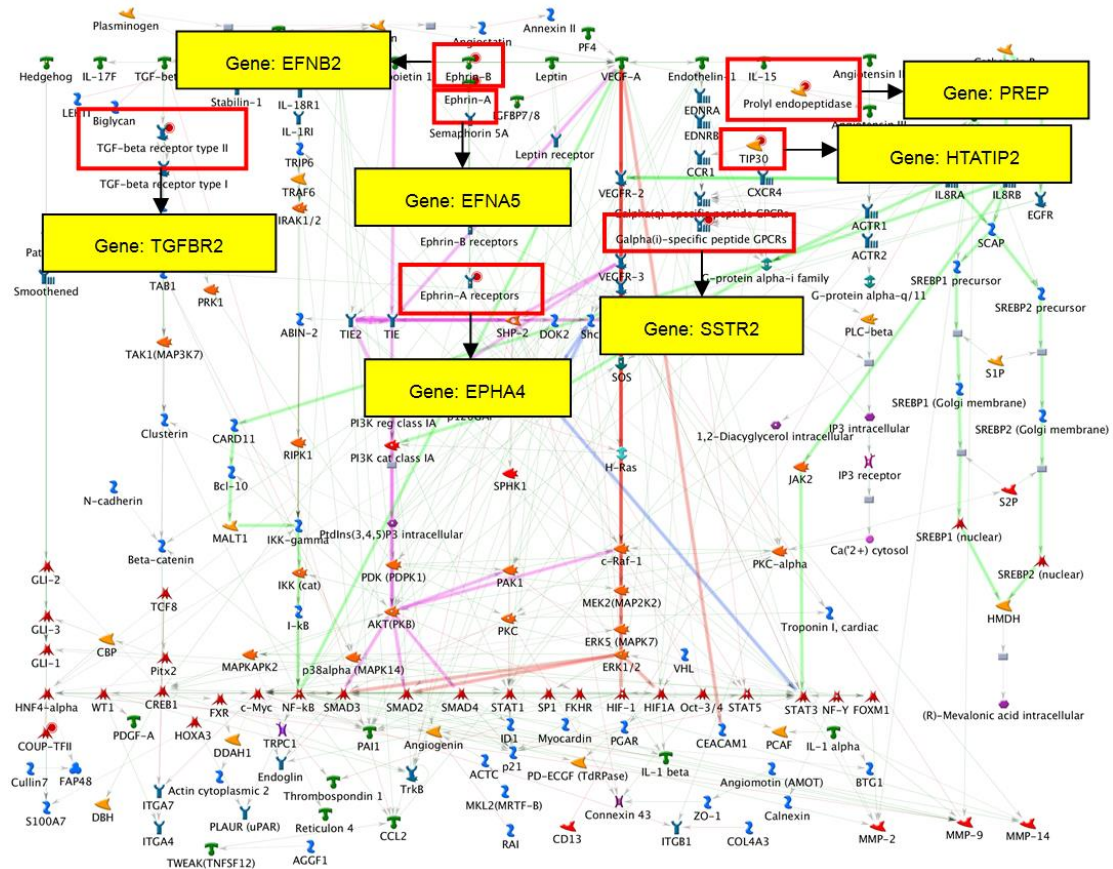 Plasminogen
Annexin II
Angiostatin
PF4
Hedgehog
IL-17F
TGF-bet
Gene: EFNB2
oietin 1
Ephrin-B
Leptin
VEGF-A
Endothelin-1
IL-15
Angiotensin II
Prolyl endopeptidase
Gene: PREP
Biglycan
Stabilin-1
IL-18R1
Ephrin-A
IGFBP7/8
EDNRA
TGF-beta receptor type II
IL-1RI
Semaphorin 5A
EDNRB
TIP30
Gene: HTATIP2
TRIP6
Leptin receptor
CCR1
TGF-beta receptor type I
TRAF6
Gene: EFNA5
VEGFR-2
CXCR4
IL8RA
IL8RB
EGFR
IRAK1/2
AGTR1
Gene: TGFBR2
Ephrin-B receptors
Galpha(i)-specific peptide GPCRs
AGTR2
SCAP
Pat
Smoothened
TAB1
PRK1
Ephrin-A receptors
VEGFR-3
G-protein alpha-i family
G-protein alpha-q/11
SREBP1 precursor
SREBP2 precursor
ABIN-2
TIE2
TIE
SHP-2
DOK2
Shc
Gene: SSTR2
PLC-beta
TAK1(MAP3K7)
Gene: EPHA4
SOS
S1P
Clusterin
CARD11
PI3K reg class IA
1,2-Diacyglycerol intracellular
IP3 intracellular
SREBP1 (Golgi membrane)
SREBP2 (Golgi membrane)
RIPK1
PI3K cat class IA
H-Ras
JAK2
IP3 receptor
Bcl-10
SPHK1
S2P
N-cadherin
MALT1
IKK-gamma
PtdIns(3,4,5)P3 intracellular
Ca('2+) cytosol
SREBP1 (nuclear)
Beta-catenin
c-Raf-1
PKC-alpha
GLI-2
IKK (cat)
PDK (PDPK1)
PAK1
SREBP2 (nuclear)
TCF8
MEK2(MAP2K2)
HMDH
GLI-3
I-kB
AKT(PKB)
PKC
Troponin I, cardiac
CBP
ERK5 (MAPK7)
GLI-1
Pitx2
MAPKAPK2
p38alpha (MAPK14)
ERK1/2
VHL
HNF4-alpha
WT1
CREB1
FXR
c-Myc
NF-kB
SMAD3
SMAD2
SMAD4
STAT1
SP1
FKHR
HIF-1
HIF1A
Oct-3/4
STAT5
STAT3
NF-Y
FOXM1
(R)-Mevalonic acid intracellular
COUP-TFII
PDGF-A
HOXA3
DDAH1
TRPC1
PAI1
Angiogenin
ID1
Myocardin
PGAR
CEACAM1
PCAF
IL-1 alpha
Cullin7
FAP48
Actin cytoplasmic 2
Endoglin
TrkB
ACTC
p21
PD-ECGF (TdRPase)
IL-1 beta
Angiomotin (AMOT)
BTG1
S100A7
DBH
ITGA7
PLAUR (uPAR)
Thrombospondin 1
MKL2(MRTF-B)
Connexin 43
ZO-1
Calnexin
ITGA4
Reticulon 4
CCL2
RAI
CD13
ITGB1
COL4A3
MMP-2
MMP-9
MMP-14
TWEAK(TNFSF12)
AGGF1